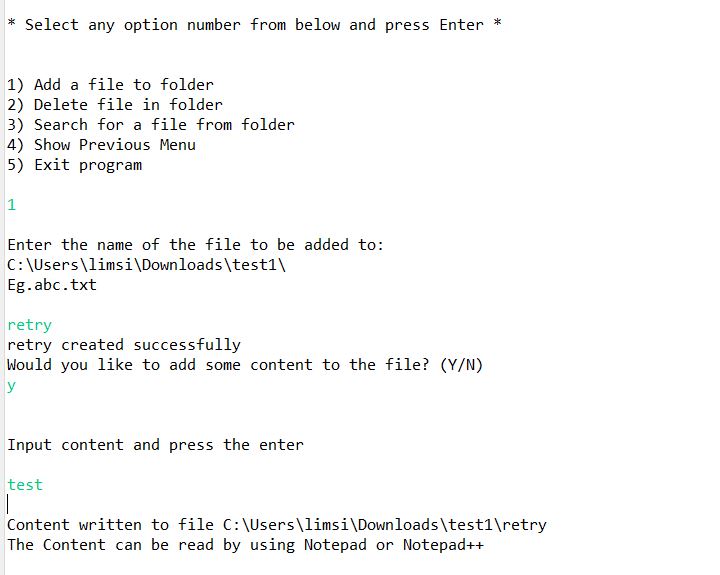 * Select any option number from below and press Enter *
1) Add a file to folder
2) Delete file in folder
3) Search for a file from folder
4) Show Previous Menu
5) Exit program
1
Enter the name of the file to be added to:
C:\Users\limsi\Downloads\test1\
Eg.abc.txt
retry
retry created successfully
Would you like to add some content to the file? (Y/N)
y
Input content and press the enter
test
Content written to file C:\Users\limsi\Downloads\test1\retry
The Content can be read by using Notepad or Notepad++